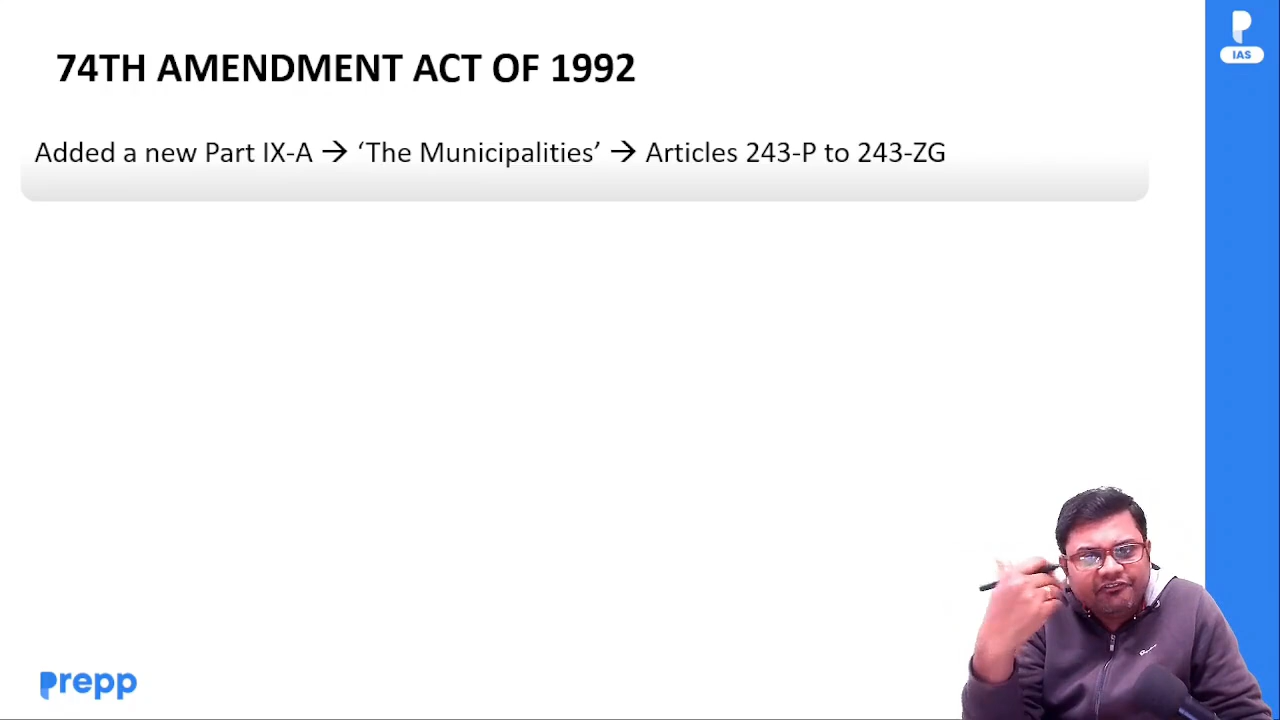 74TH AMENDMENT ACT OF 1992
IAS
Added a new Part IX-A → ‘The Municipalities’ → Articles 243-P to 243-ZG
prepp